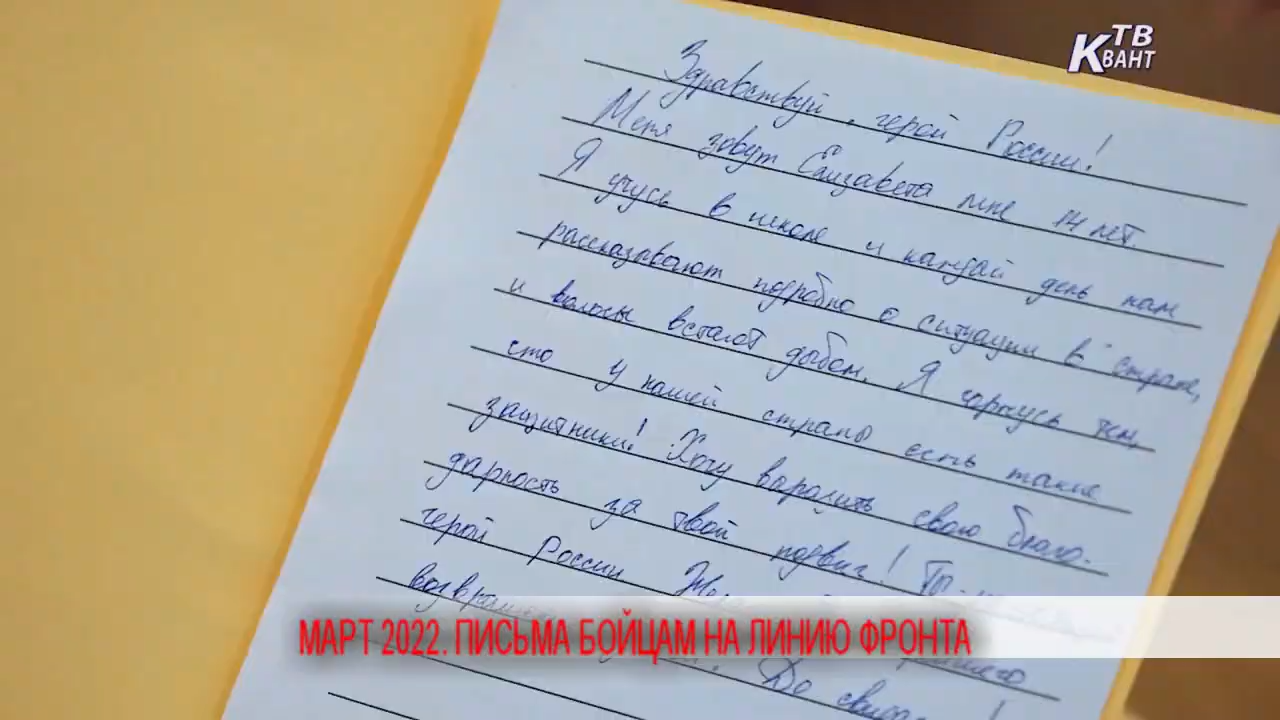 ТВ
КВАНТ
Здравствуй, герой России!
Меня зовут Елизавета мне 14 лет.
Я учусь в школе и каждый день нам
рассказывают подробно о ситуации в стране,
и волосы встают дыбом. Я горжусь тем,
что у нашей страны есть такие
защитники! Хочу выразить свою благо-
дарность за твой подвиг! Ты-
герой России
МАРТ 2022. ПИСЬМА БОЙЦАМ НА ЛИНИЮ ФРОНТА
До